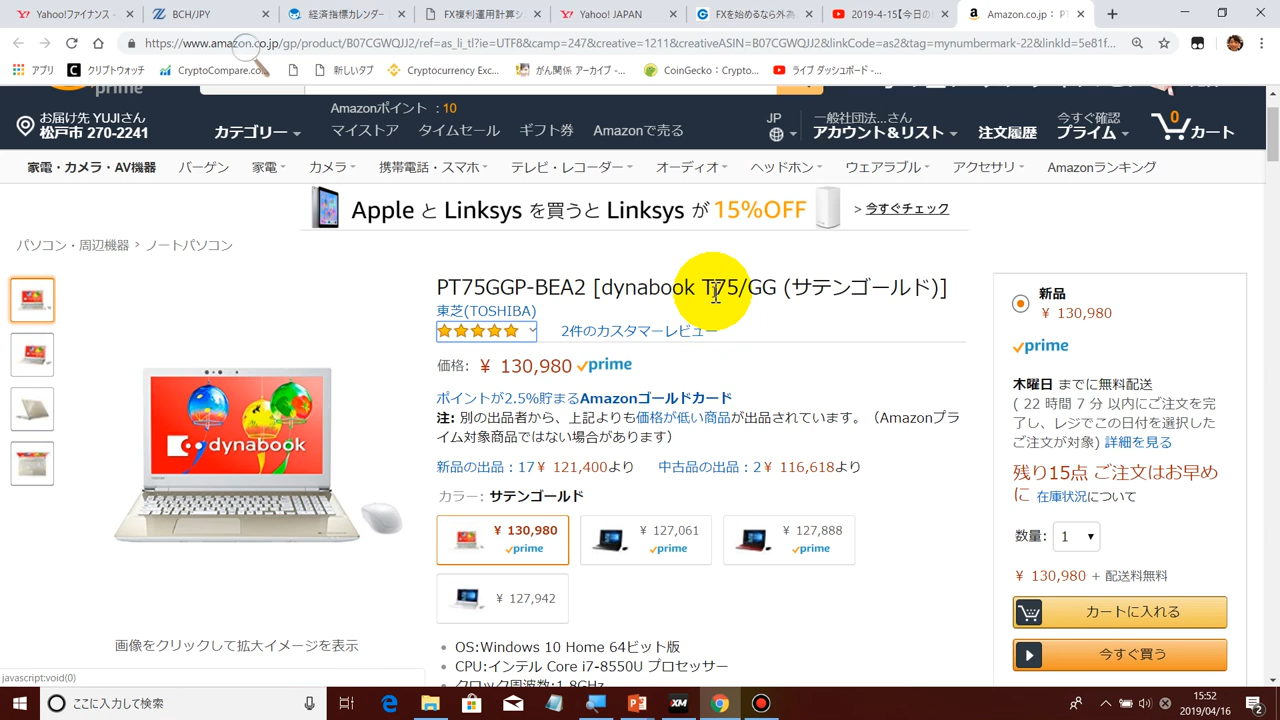 Yahoo!ファイナンス -
BCH/JPY
経済指標カレンダー
FX複利運用計算シ
Yahoo! JAPAN
FXを始めるなら外為
2019-4-15【今日の
Amazon.co.jp： PT
https://www.amazon.co.jp/gp/product/B07CGWQJJ2/ref=as_li_tl?ie=UTF8&camp=247&creative=1211&creativeASIN=B07CGWQJJ2&linkCode=as2&tag=mynumbermark-22&linkId=5e81f...
アプリ
クリプトウォッチ
CryptoCompare.co
新しいタブ
Cryptocurrency Exc...
がん関係 アーカイブ -...
CoinGecko: Crypto...
ライブ ダッシュボード -...
prime
お届け先 YUJIさん
松戸市 270-2241
カテゴリー
Amazonポイント : 10
マイストア タイムセール ギフト券 Amazonで売る
JP
一般社団法...さん
アカウント&リスト
注文履歴
今すぐ確認
プライム
0
カート
家電・カメラ・AV機器 バーゲン 家電 カメラ 携帯電話・スマホ テレビ・レコーダー オーディオ ヘッドホン ウェアラブル アクセサリ Amazonランキング
Apple と Linksys を買うと Linksys が 15%OFF > 今すぐチェック
パソコン・周辺機器 › ノートパソコン
PT75GGP-BEA2 [dynabook T75/GG (サテンゴールド)]
東芝(TOSHIBA)
2件のカスタマーレビュー
価格: ￥ 130,980 prime
ポイントが2.5%貯まるAmazonゴールドカード
注: 別の出品者から、上記よりも価格が低い商品が出品されています。（Amazonプラ
イム対象商品ではない場合があります）
新品の出品：17￥ 121,400より 中古品の出品：2￥ 116,618より
カラー: サテンゴールド
￥ 130,980
prime
￥ 127,061
prime
￥ 127,888
prime
￥ 127,942
OS:Windows 10 Home 64ビット版
CPU:インテル Core i7-8550U プロセッサー
クロック周波数:1.8GHz
dynabook
画像をクリックして拡大イメージを表示
新品
￥ 130,980
prime
木曜日 までに無料配送
( 22 時間 7 分 以内にご注文を完
了し、レジでこの日付を選択した
ご注文が対象) 詳細を見る
残り15点 ご注文はお早め
に 在庫状況について
数量: 1
￥ 130,980 + 配送料無料
カートに入れる
今すぐ買う
javascript:void(0)
ここに入力して検索
XM
15:52
2019/04/16
2